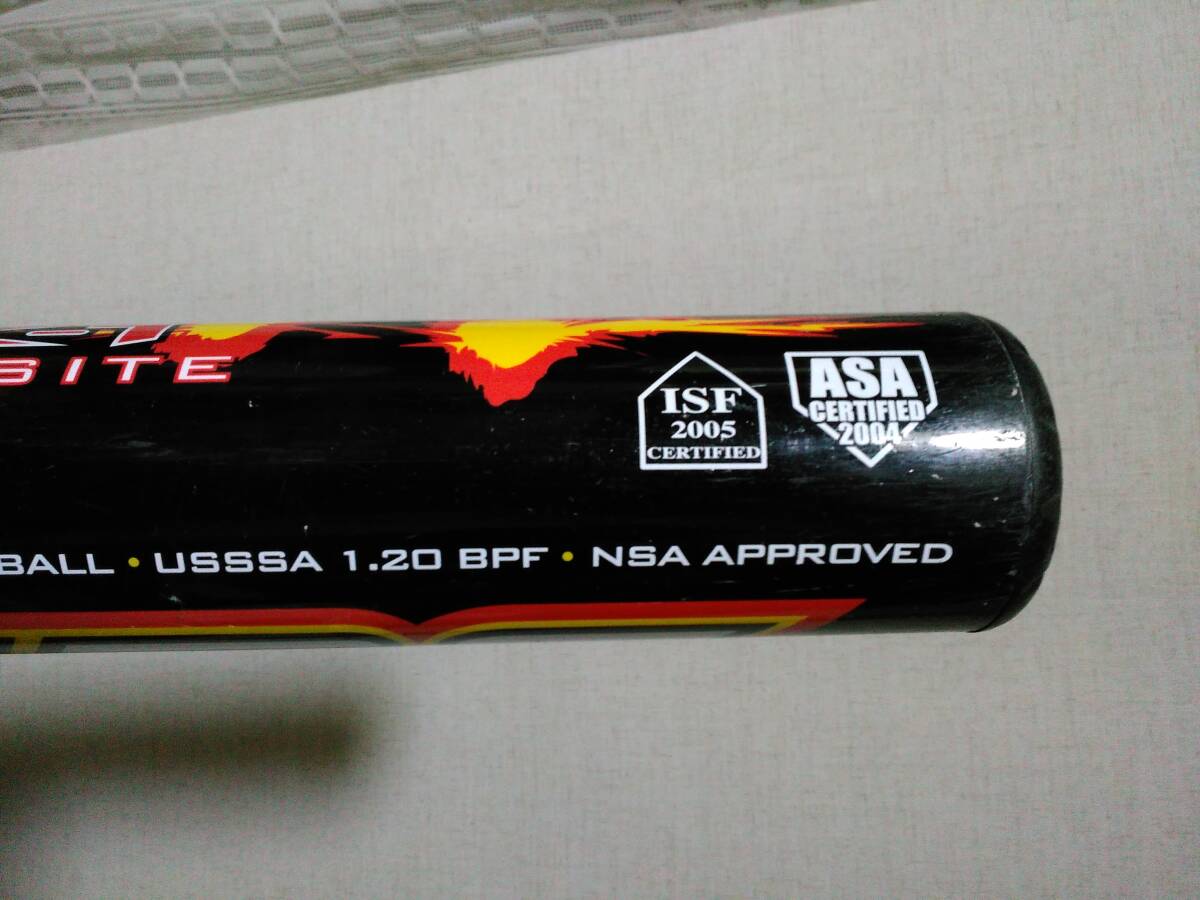 SITE
ISF
2005
CERTIFIED
ASA
CERTIFIED
2004
BALL • USSSA 1.20 BPF • NSA APPROVED